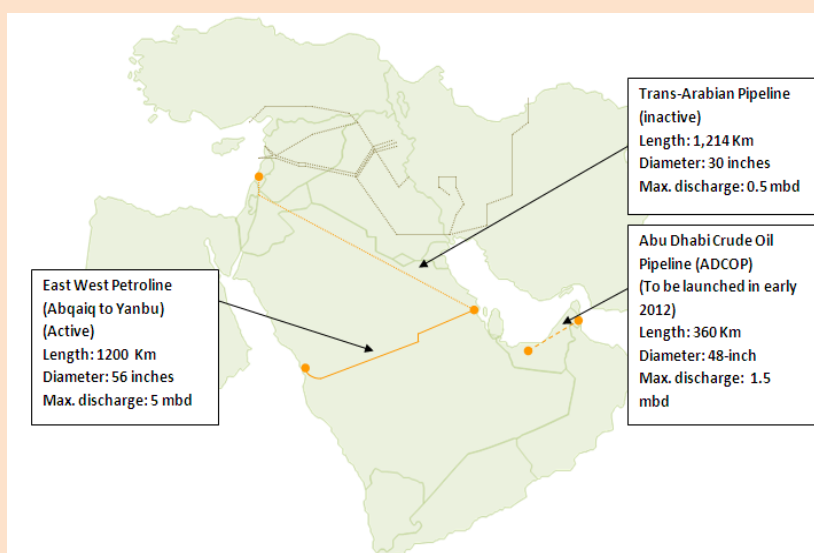 Trans-Arabian Pipeline
(inactive)
Length: 1,214 Km
Diameter: 30 inches
Max. discharge: 0.5 mbd
Abu Dhabi Crude Oil
Pipeline (ADCOP)
(To be launched in early
2012)
Length: 360 Km
Diameter: 48-inch
Max. discharge: 1.5
mbd
East West Petroline
(Abqaiq to Yanbu)
(Active)
Length: 1200 Km
Diameter: 56 inches
Max. discharge: 5 mbd